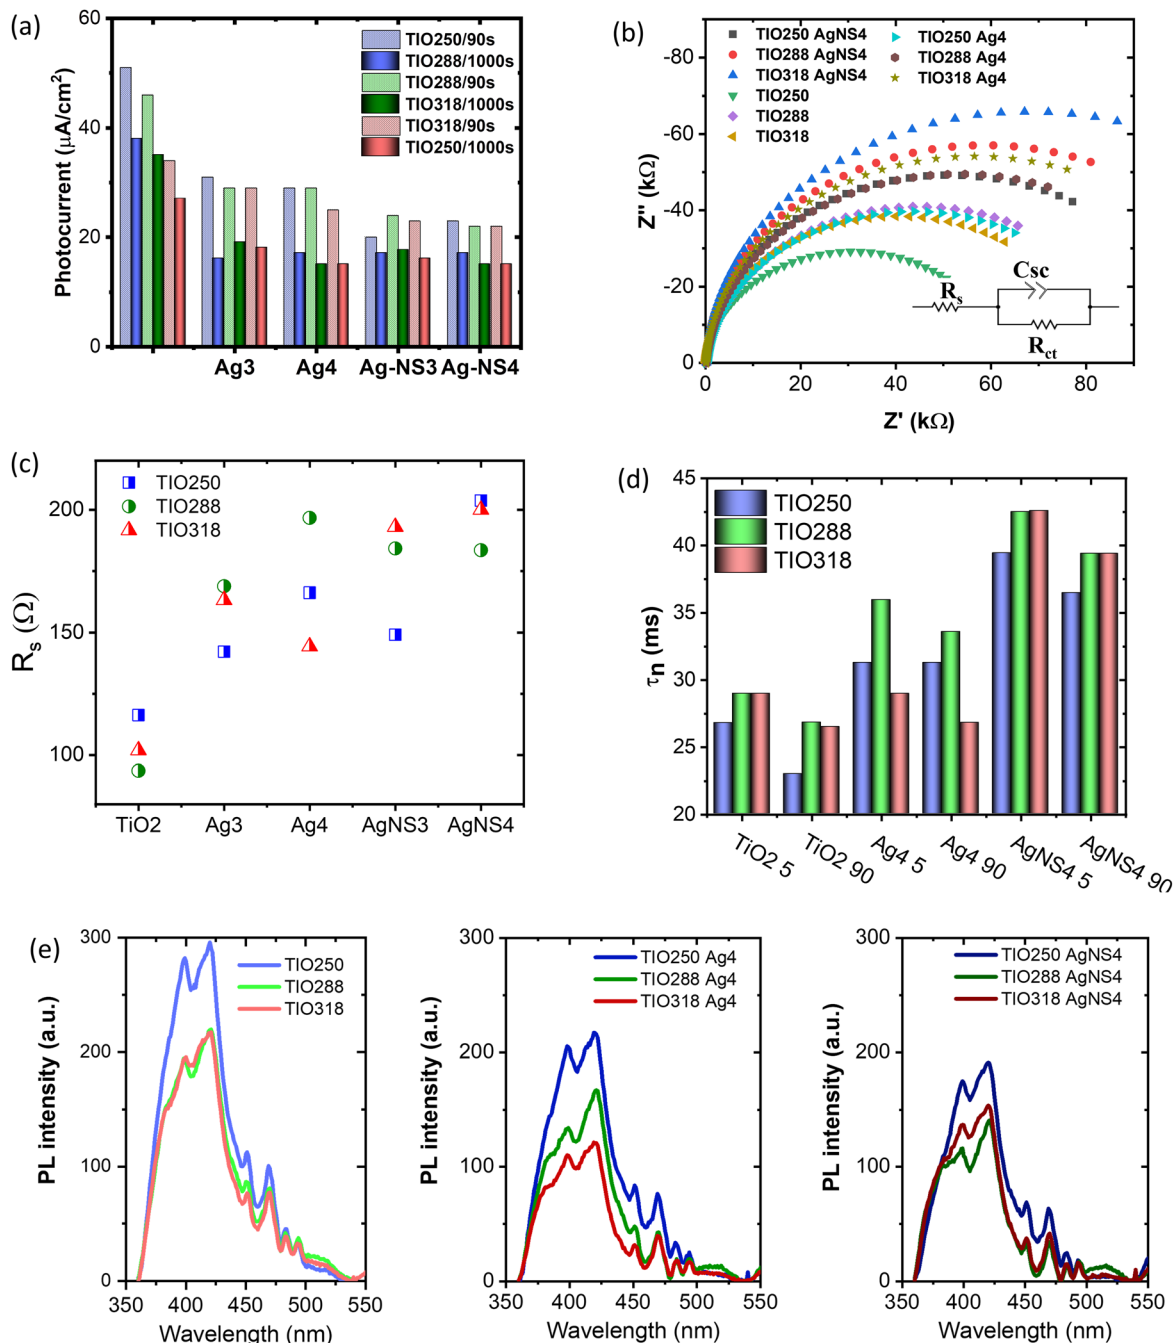 (a)
60
40
20
0
Photocurrent (µA/cm²)
TIO250/90s
TIO288/1000s
TIO288/90s
TIO318/1000s
TIO318/90s
TIO250/1000s
Ag3 Ag4 Ag-NS3 Ag-NS4
(b)
-80
-60
-40
-20
0
Z'' (kΩ)
TIO250 AgNS4
TIO288 AgNS4
TIO318 AgNS4
TIO250
TIO288
TIO318
TIO250 Ag4
TIO288 Ag4
TIO318 Ag4
Csc
Rs
Rct
0 20 40 60 80
Z' (kΩ)
(c)
200
150
100
Rs (Ω)
TIO250
TIO288
TIO318
TiO2 Ag3 Ag4 AgNS3 AgNS4
(d)
45
40
35
30
25
20
τn (ms)
TIO250
TIO288
TIO318
TiO2 5 TiO2 90 Ag4 5 Ag4 90 AgNS4 5 AgNS4 90
(e)
300
200
100
0
PL intensity (a.u.)
TIO250
TIO288
TIO318
350 400 450 500 550
Wavelength (nm)
300
200
100
0
PL intensity (a.u.)
TIO250 Ag4
TIO288 Ag4
TIO318 Ag4
350 400 450 500 550
Wavelength (nm)
300
200
100
0
PL intensity (a.u.)
TIO250 AgNS4
TIO288 AgNS4
TIO318 AgNS4
350 400 450 500 550
Wavelength (nm)